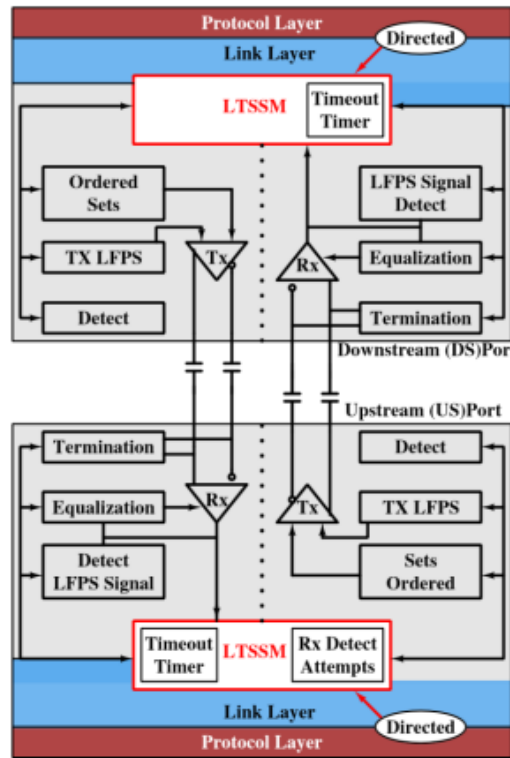 Protocol Layer
Directed
Link Layer
LTSSM
Timeout
Timer
Ordered
Sets
LFPS Signal
Detect
TX LFPS
Tx
Rx
Equalization
Detect
Termination
Downstream (DS)Port
Upstream (US)Port
Termination
Detect
Equalization
Rx
Tx
TX LFPS
Detect
LFPS Signal
Sets
Ordered
Timeout
Timer
LTSSM
Rx Detect
Attempts
Link Layer
Directed
Protocol Layer